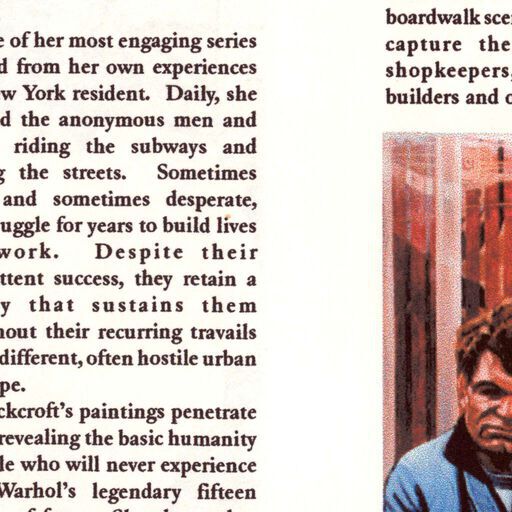 e of her most engaging series
d from her own experiences
w York resident. Daily, she
d the anonymous men and
riding the subways and
g the streets. Sometimes
and sometimes desperate,
uggle for years to build lives
work. Despite their
ttent success, they retain a
y that sustains them
hout their recurring travails
different, often hostile urban
pe.
ckcroft's paintings penetrate
revealing the basic humanity
le who will never experience
Warhol's legendary fifteen
boardwalk sce
capture the
shopkeepers,
builders and o